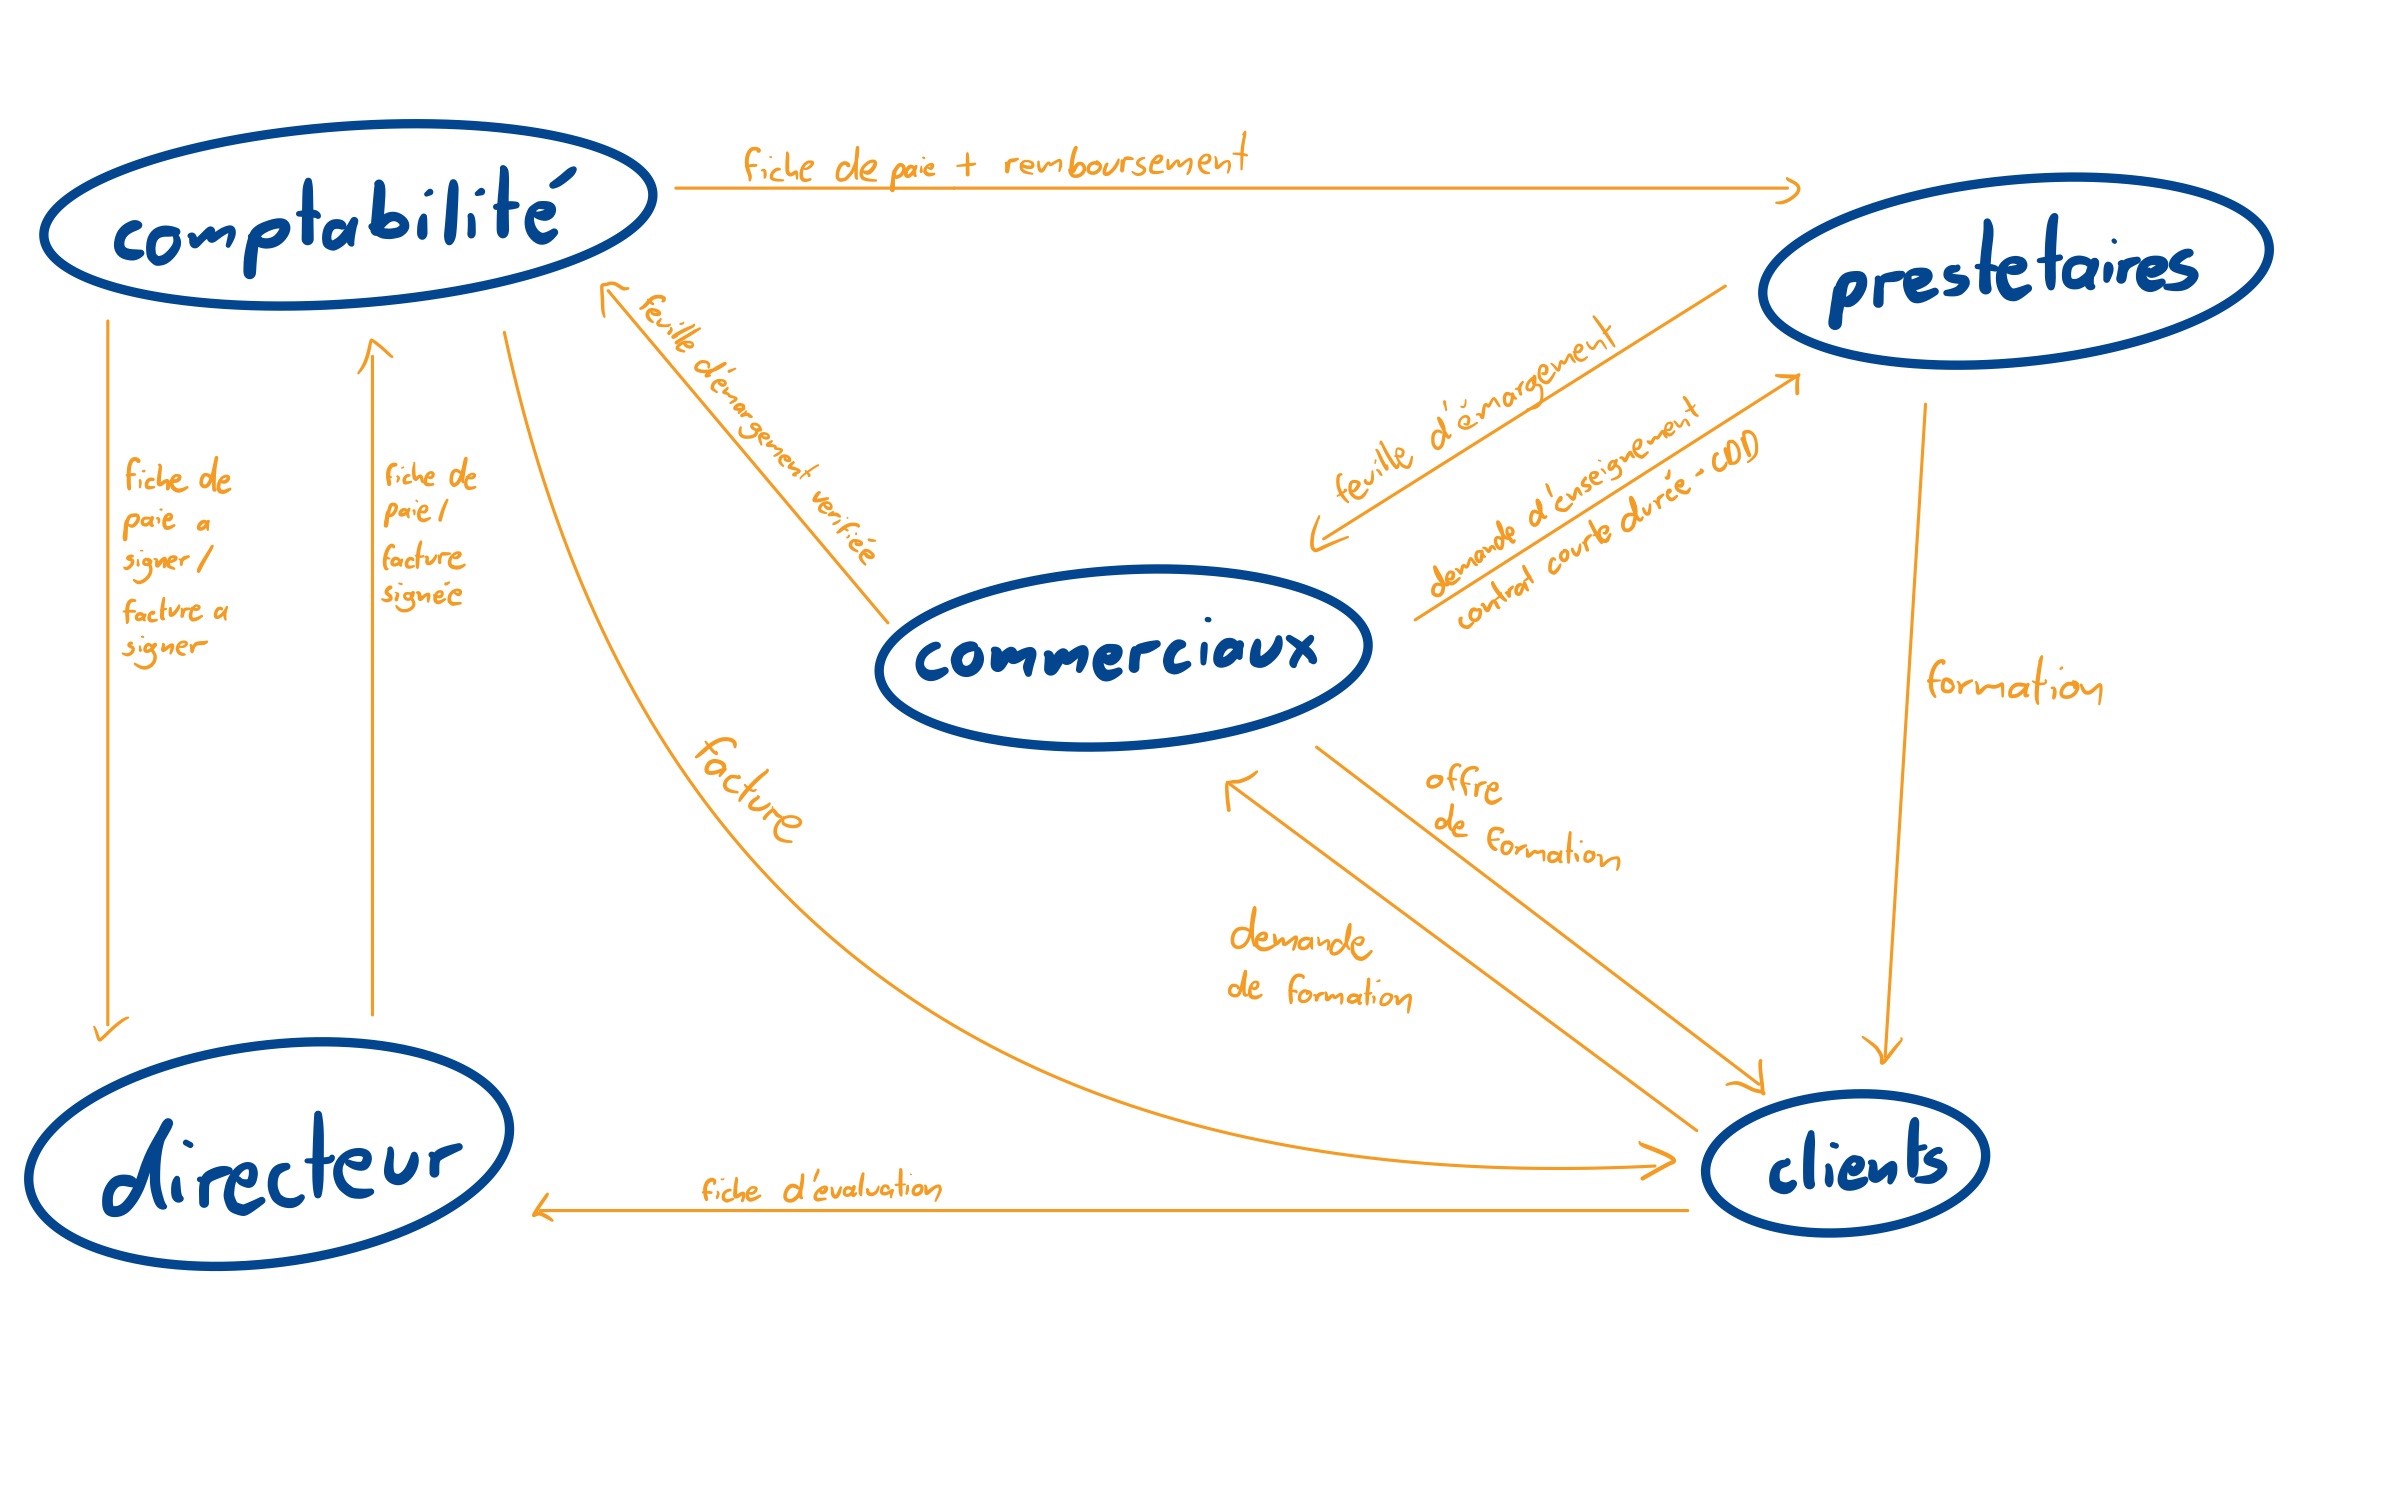 fiche de paie + remboursement
comptabilité
prestetaires
feuille d'émargement verifiée
feuille d'émargement
demande d'enseignement
contrat courte durée - CDD
fiche de
paie a
signer /
facture a
signer
fiche de
paie /
facture
signée
commerciaux
formation
facture
offre
de formation
demande
de formation
directeur
clients
fiche d'évaluation